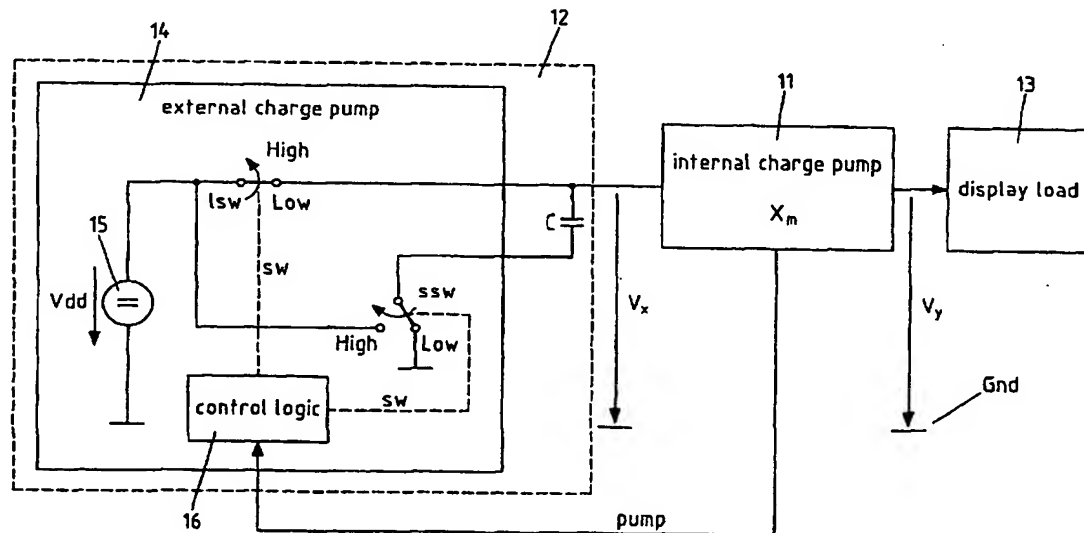 14
12
external charge pump
High
lsw
Low
11
13
internal charge pump
Xm
display load
C
15
Vdd
sw
ssw
High
Low
Vx
Vy
control logic
sw
Gnd
16
pump